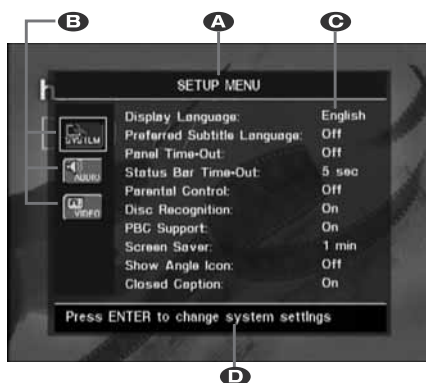 B A C
SETUP MENU
Display Language: English
Preferred Subtitle Language: Off
Panel Time-Out: Off
Status Bar Time-Out: 5 sec
Parental Control: Off
Disc Recognition: On
PBC Support: On
Screen Saver: 1 min
Show Angle Icon: Off
Closed Caption: On
SYSTEM
AUDIO
VIDEO
Press ENTER to change system settings
D